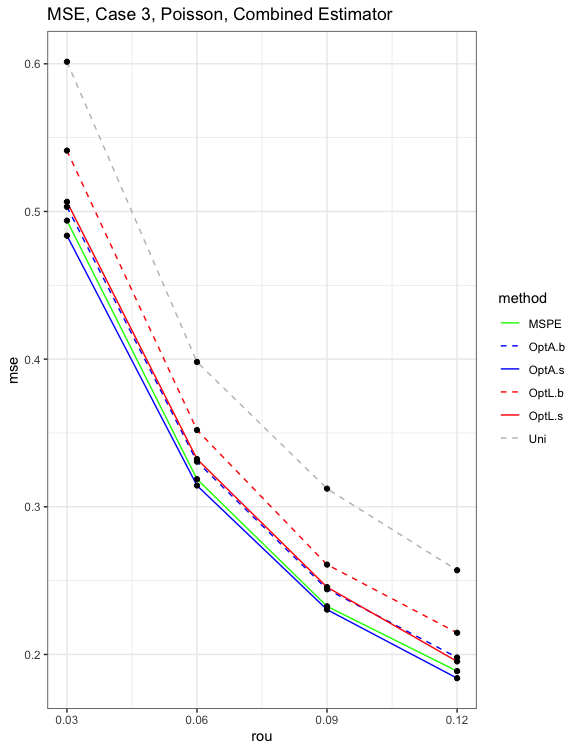 MSE, Case 3, Poisson, Combined Estimator
0.6
0.5
0.4
0.3
0.2
mse
0.03 0.06 0.09 0.12
rou
method
MSPE
OptA.b
OptA.s
OptL.b
OptL.s
Uni